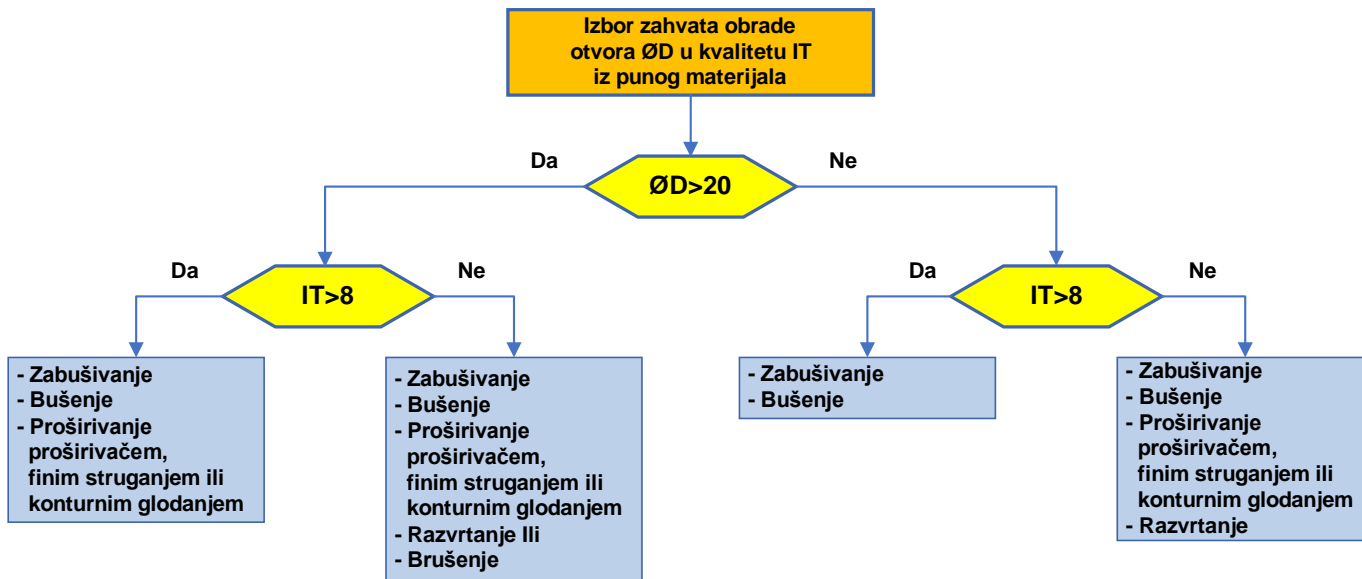 Izbor zahvata obrade
otvora ØD u kvalitetu IT
iz punog materijala
Da
Ne
ØD>20
Da
IT>8
Ne
Da
IT>8
Ne
- Zabušivanje
- Bušenje
- Proširivanje
proširivačem,
finim struganjem ili
konturnim glodanjem
- Zabušivanje
- Bušenje
- Proširivanje
proširivačem,
finim struganjem ili
konturnim glodanjem
- Razvrtanje Ili
- Brušenje
- Zabušivanje
- Bušenje
- Zabušivanje
- Bušenje
- Proširivanje
proširivačem,
finim struganjem ili
konturnim glodanjem
- Razvrtanje